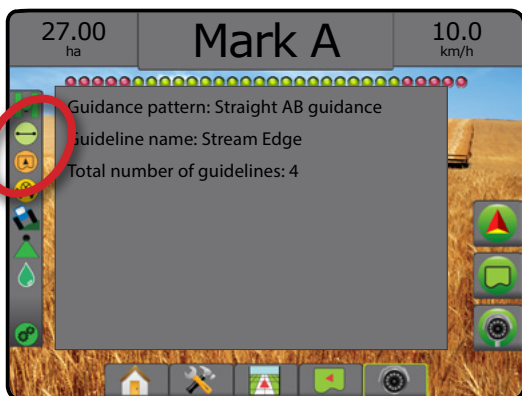 27.00
ha
Mark A
10.0
km/h
Guidance pattern: Straight AB guidance
Guideline name: Stream Edge
Total number of guidelines: 4